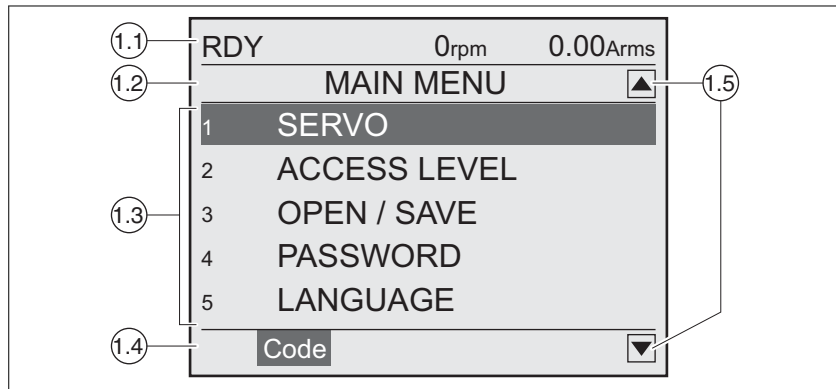 1.1 RDY 0rpm 0.00Arms
1.2 MAIN MENU ▲ 1.5
1 SERVO
2 ACCESS LEVEL
1.3 3 OPEN / SAVE
4 PASSWORD
5 LANGUAGE
1.4 Code ▼